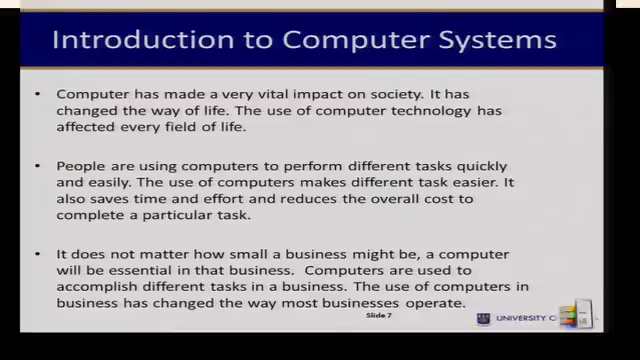 Introduction to Computer Systems
• Computer has made a very vital impact on society. It has
changed the way of life. The use of computer technology has
affected every field of life.
• People are using computers to perform different tasks quickly
and easily. The use of computers makes different task easier. It
also saves time and effort and reduces the overall cost to
complete a particular task.
• It does not matter how small a business might be, a computer
will be essential in that business. Computers are used to
accomplish different tasks in a business. The use of computers in
business has changed the way most businesses operate.
Slide 7
UNIVERSITY